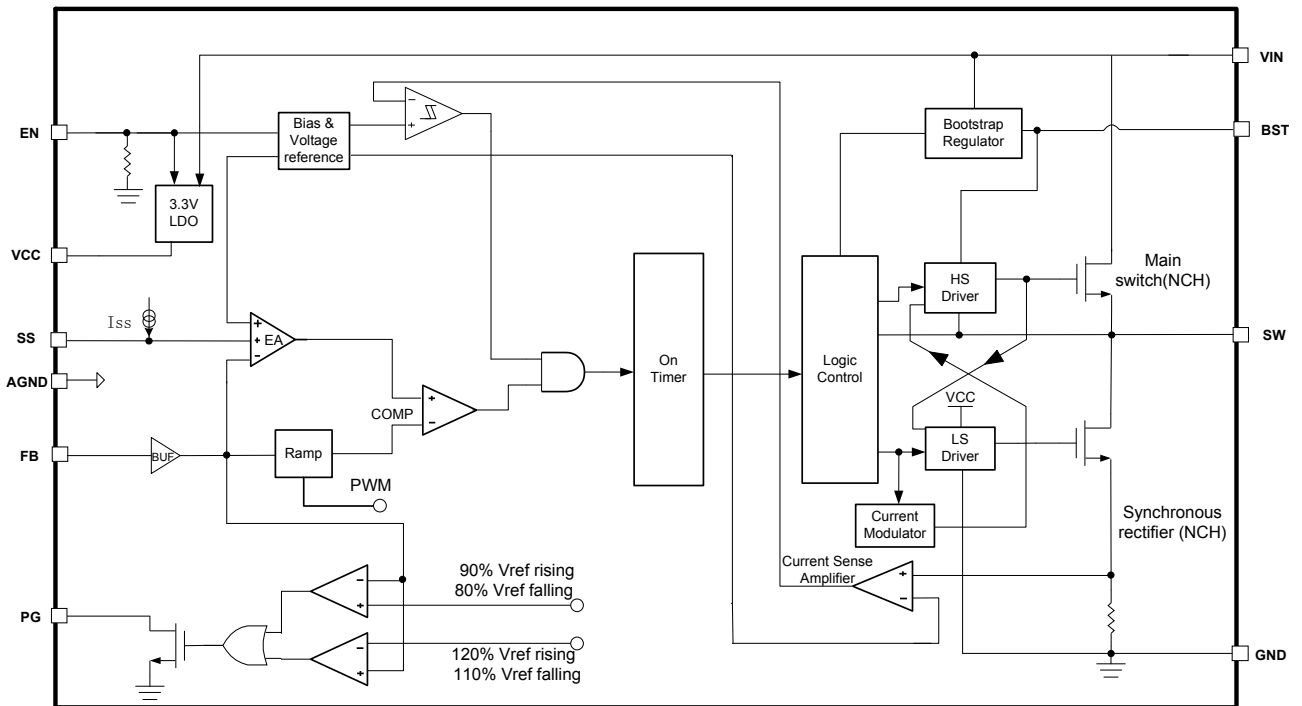 VIN
EN
Bias &
Voltage
reference
−
+
Bootstrap
Regulator
BST
3.3V
LDO
VCC
HS
Driver
Main
switch(NCH)
Iss
SS
+
+
−
EA
On
Timer
Logic
Control
SW
AGND
COMP
+
−
VCC
FB
BUF
Ramp
LS
Driver
PWM
Current
Modulator
Synchronous
rectifier (NCH)
Current Sense
Amplifier
+
−
90% Vref rising
80% Vref falling
−
+
PG
−
+
120% Vref rising
110% Vref falling
GND